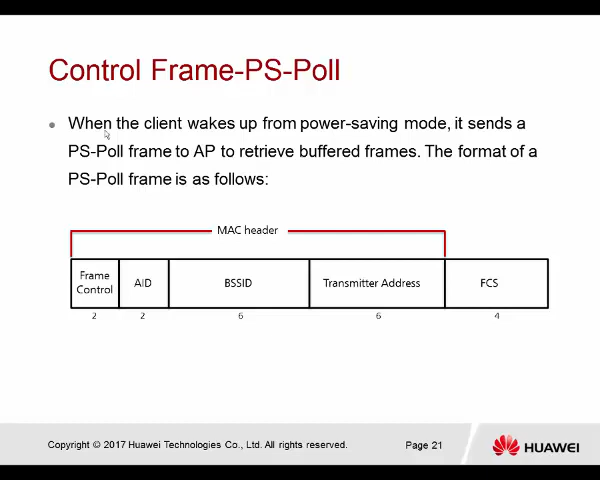 Control Frame-PS-Poll
When the client wakes up from power-saving mode, it sends a
PS-Poll frame to AP to retrieve buffered frames. The format of a
PS-Poll frame is as follows:
MAC header
Frame
Control
AID
BSSID
Transmitter Address
FCS
2
2
6
6
4
Copyright © 2017 Huawei Technologies Co., Ltd. All rights reserved.
Page 21
HUAWEI